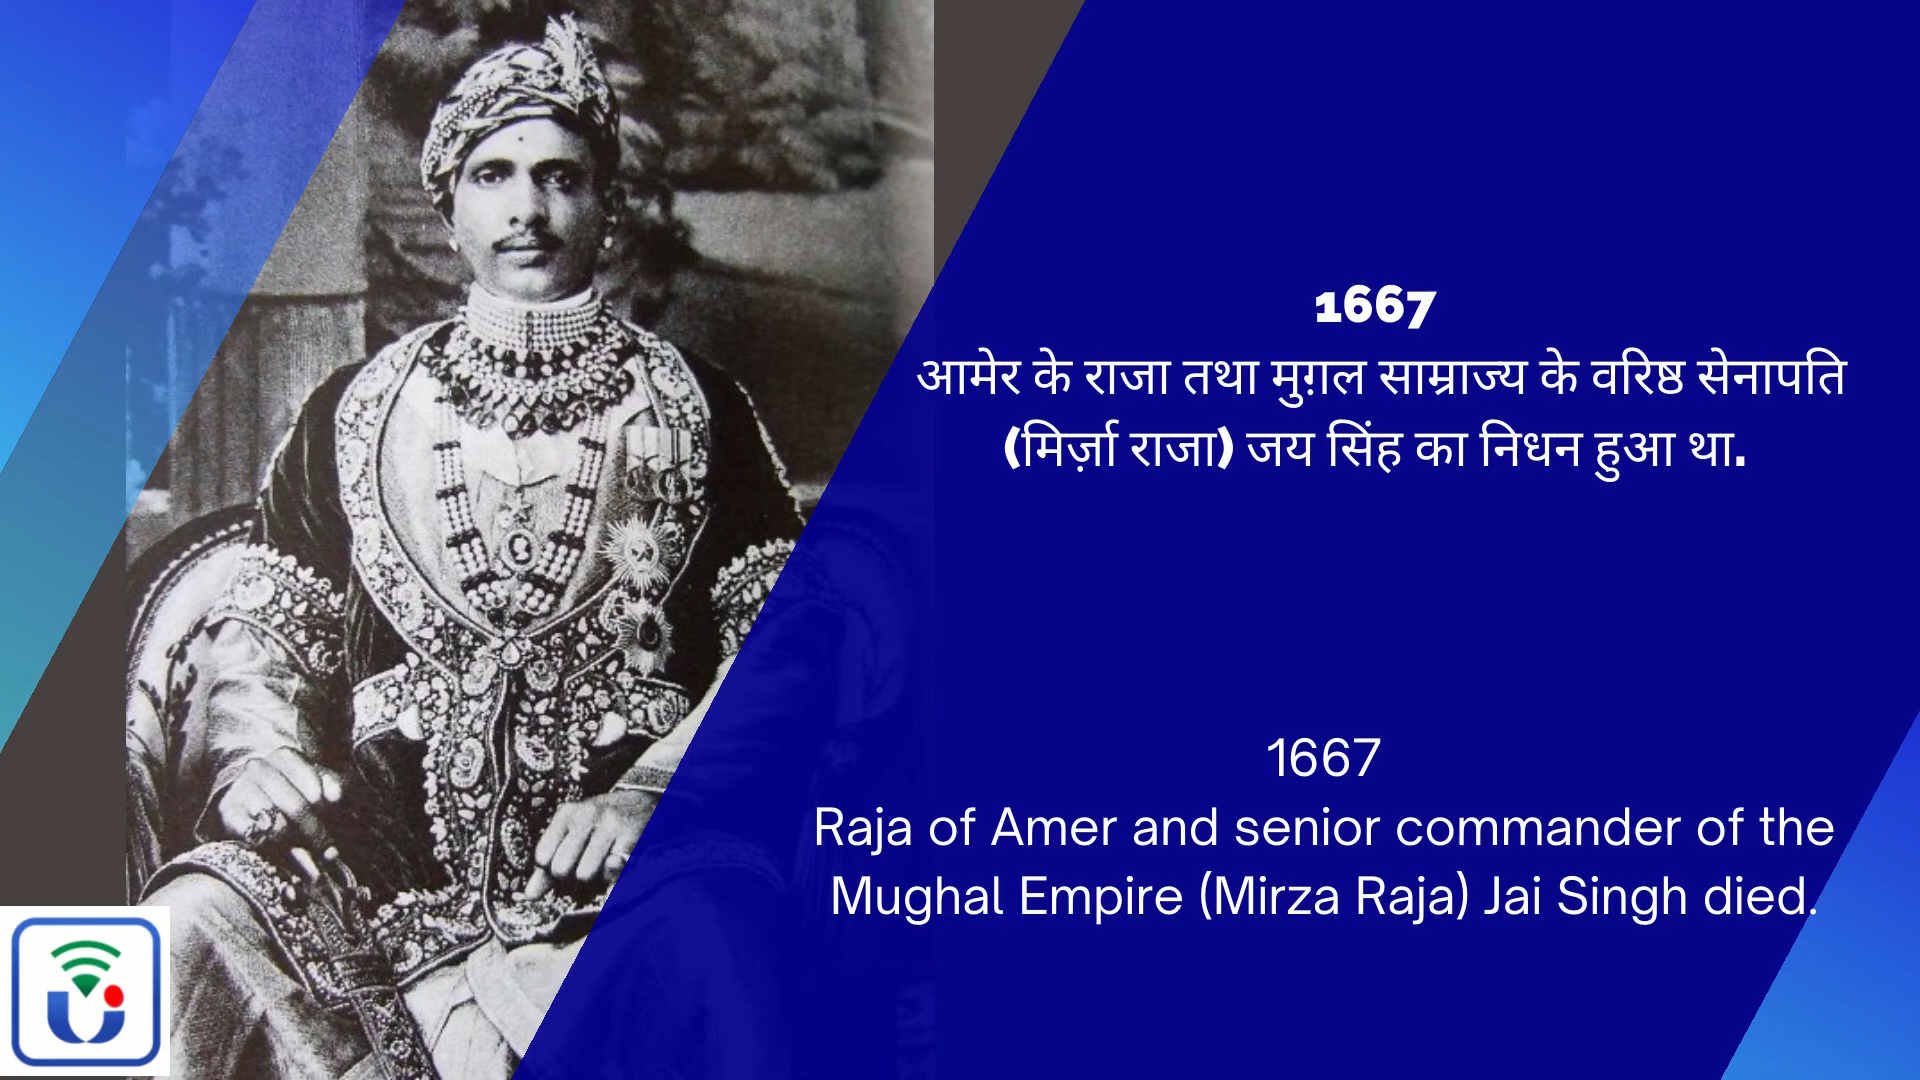 1667
आमेर के राजा तथा मुग़ल साम्राज्य के वरिष्ठ सेनापति
(मिर्ज़ा राजा) जय सिंह का निधन हुआ था.
1667
Raja of Amer and senior commander of the
Mughal Empire (Mirza Raja) Jai Singh died.